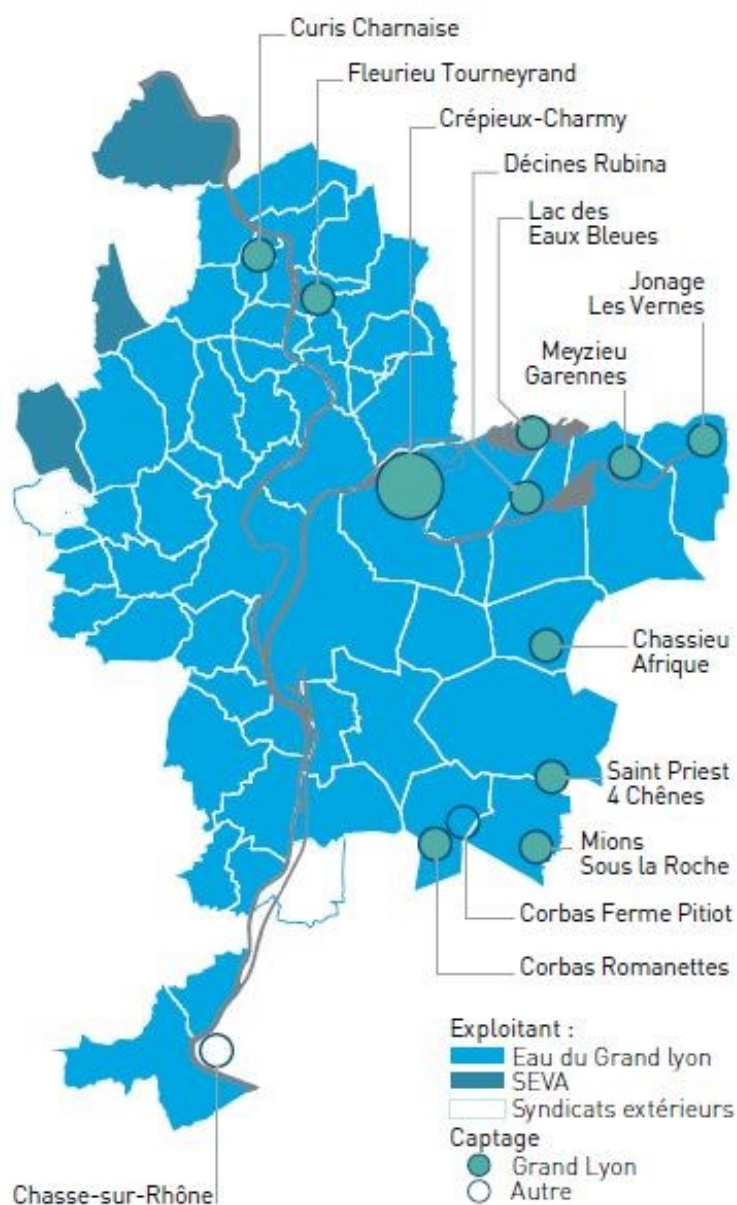 Curis Charnaise
Fleurieu Tourneyrand
Crépieux-Charmy
Décines Rubina
Lac des
Eaux Bleues
Jonage
Les Vernes
Meyzieu
Garennes
Chassieu
Afrique
Saint Priest
4 Chênes
Mions
Sous la Roche
Corbas Ferme Pitiot
Corbas Romanettes
Chasse-sur-Rhône
Exploitant :
Eau du Grand lyon
SEVA
Syndicats extérieurs
Captage
Grand Lyon
Autre